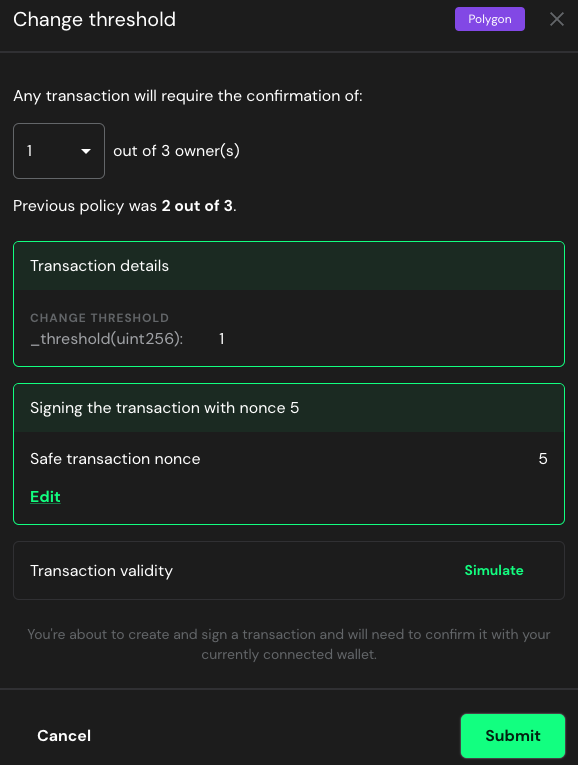 Change threshold
Polygon
Any transaction will require the confirmation of:
1 out of 3 owner(s)
Previous policy was 2 out of 3.
Transaction details
CHANGE THRESHOLD
_threshold(uint256): 1
Signing the transaction with nonce 5
Safe transaction nonce 5
Edit
Transaction validity Simulate
You're about to create and sign a transaction and will need to confirm it with your
currently connected wallet.
Cancel Submit